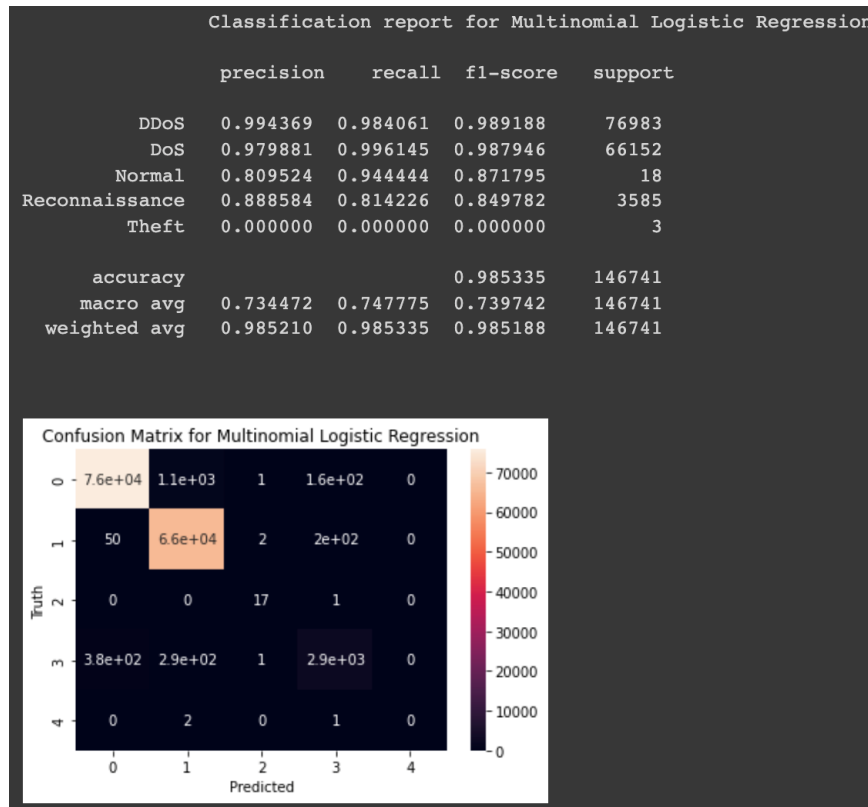 Classification report for Multinomial Logistic Regression
precision recall f1-score support
DDoS 0.994369 0.984061 0.989188 76983
DoS 0.979881 0.996145 0.987946 66152
Normal 0.809524 0.944444 0.871795 18
Reconnaissance 0.888584 0.814226 0.849782 3585
Theft 0.000000 0.000000 0.000000 3
accuracy 0.985335 146741
macro avg 0.734472 0.747775 0.739742 146741
weighted avg 0.985210 0.985335 0.985188 146741
Confusion Matrix for Multinomial Logistic Regression
0 7.6e+04 1.1e+03 1 1.6e+02 0
1 50 6.6e+04 2 2e+02 0
2 0 0 17 1 0
3 3.8e+02 2.9e+02 1 2.9e+03 0
4 0 2 0 1 0
0 1 2 3 4
Predicted
Truth
70000
60000
50000
40000
30000
20000
10000
0